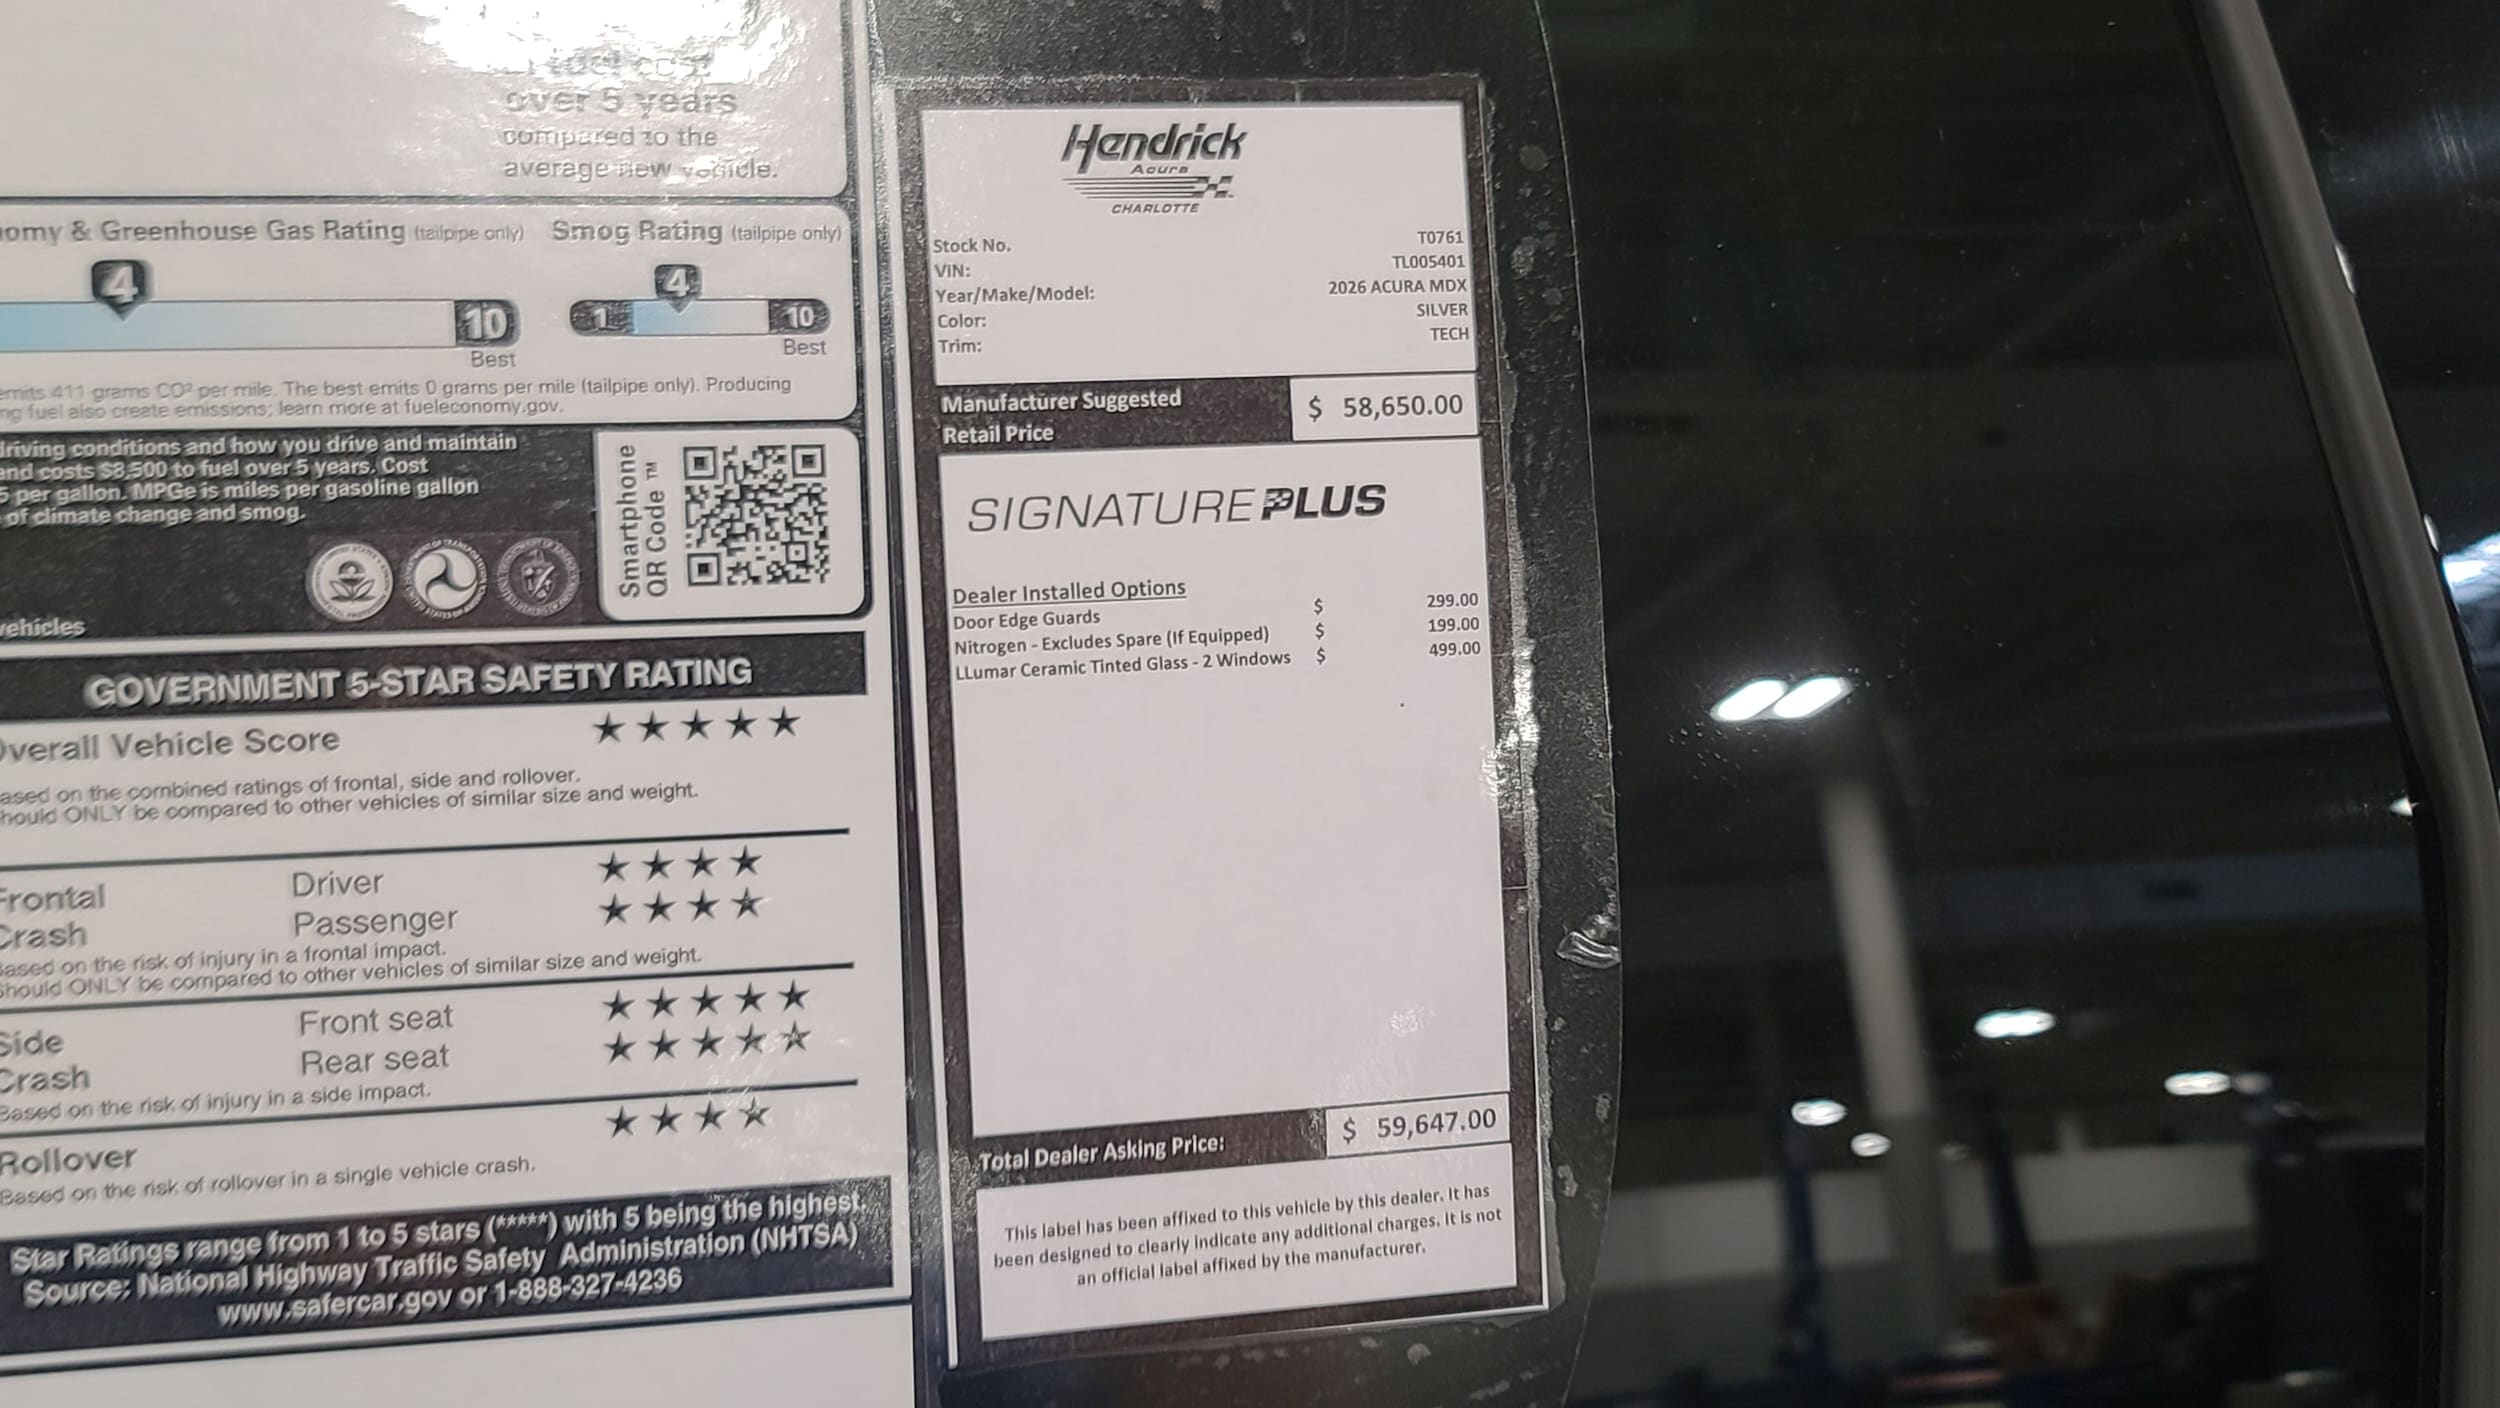 over 5 years
compared to the
average new vehicle.
omy & Greenhouse Gas Rating (tailpipe only)
Smog Rating (tailpipe only)
4
10
Best
4
1
10
Best
emits 411 grams CO² per mile. The best emits 0 grams per mile (tailpipe only). Producing
ng fuel also create emissions; learn more at fueleconomy.gov.
driving conditions and how you drive and maintain
and costs $8,500 to fuel over 5 years. Cost
5 per gallon. MPGe is miles per gasoline gallon
of climate change and smog.
Smartphone
QR Code ™
vehicles
GOVERNMENT 5-STAR SAFETY RATING
Overall Vehicle Score ★★★★★
ased on the combined ratings of frontal, side and rollover.
hould ONLY be compared to other vehicles of similar size and weight.
Frontal Driver ★★★★
Crash Passenger ★★★★
Based on the risk of injury in a frontal impact.
Should ONLY be compared to other vehicles of similar size and weight.
Side Front seat ★★★★★
Crash Rear seat ★★★★★
Based on the risk of injury in a side impact.
Rollover ★★★★
Based on the risk of rollover in a single vehicle crash.
Star Ratings range from 1 to 5 stars (*****) with 5 being the highest.
Source: National Highway Traffic Safety Administration (NHTSA)
www.safercar.gov or 1-888-327-4236
Hendrick
Acura
CHARLOTTE
Stock No. T0761
VIN: TL005401
Year/Make/Model: 2026 ACURA MDX
Color: SILVER
Trim: TECH
Manufacturer Suggested
Retail Price $ 58,650.00
SIGNATUREPLUS
Dealer Installed Options
Door Edge Guards $ 299.00
Nitrogen - Excludes Spare (If Equipped) $ 199.00
LLumar Ceramic Tinted Glass - 2 Windows $ 499.00
Total Dealer Asking Price: $ 59,647.00
This label has been affixed to this vehicle by this dealer. It has
been designed to clearly indicate any additional charges. It is not
an official label affixed by the manufacturer.